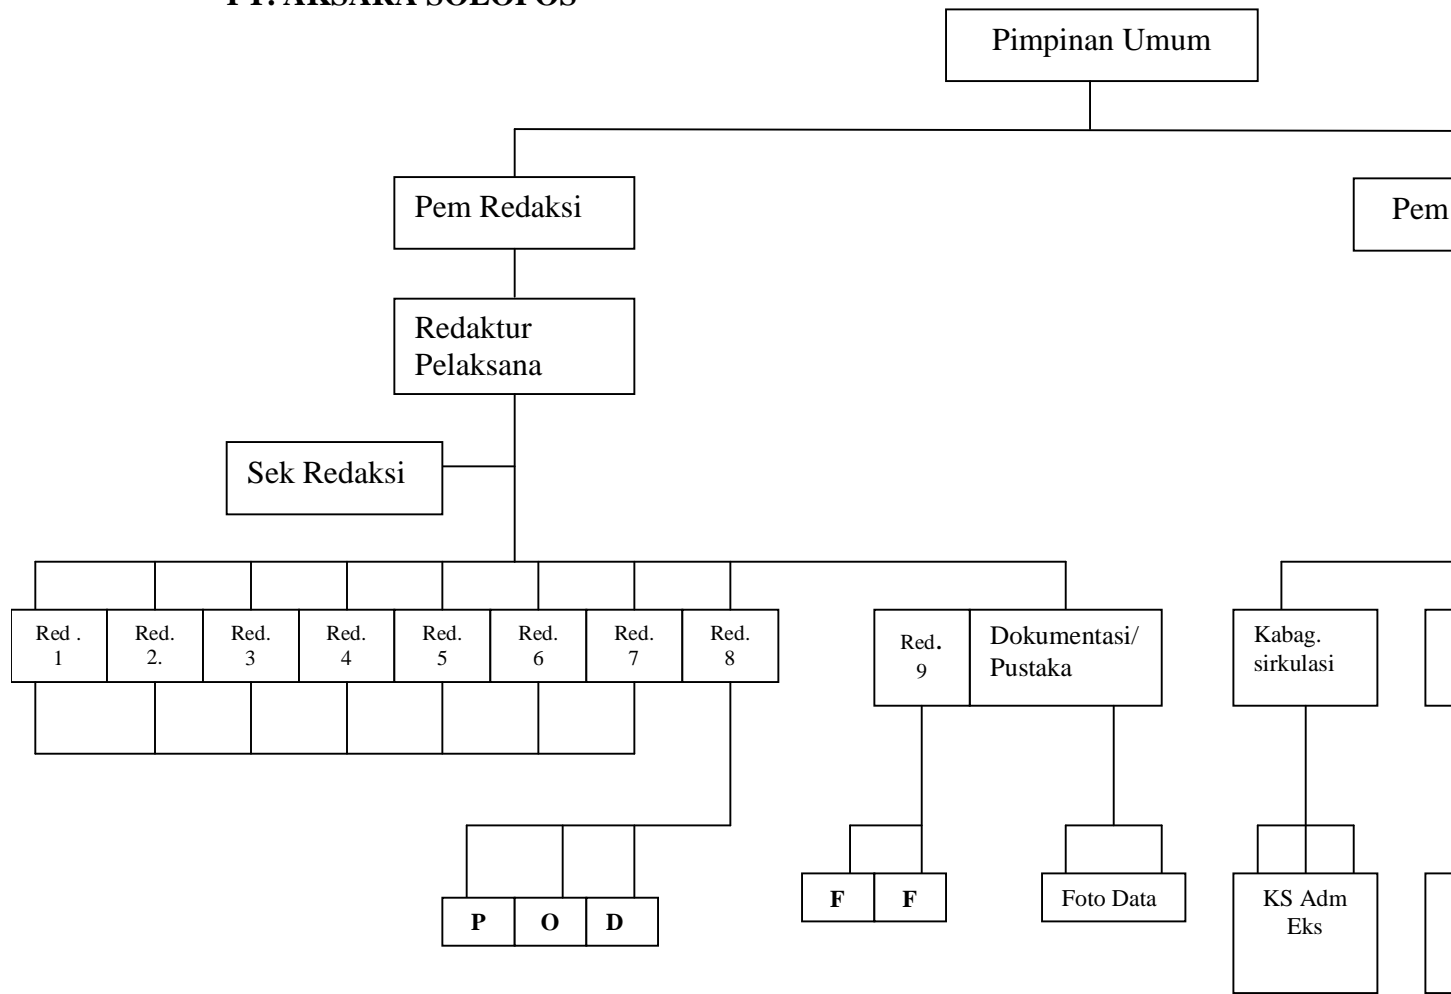 PT. AKSARA SOLOPOS
Pimpinan Umum
Pem Redaksi
Pem
Redaktur
Pelaksana
Sek Redaksi
Red .
1
Red.
2.
Red.
3
Red.
4
Red.
5
Red.
6
Red.
7
Red.
8
Red.
9
Dokumentasi/
Pustaka
Kabag.
sirkulasi
P
O
D
F
F
Foto Data
KS Adm
Eks